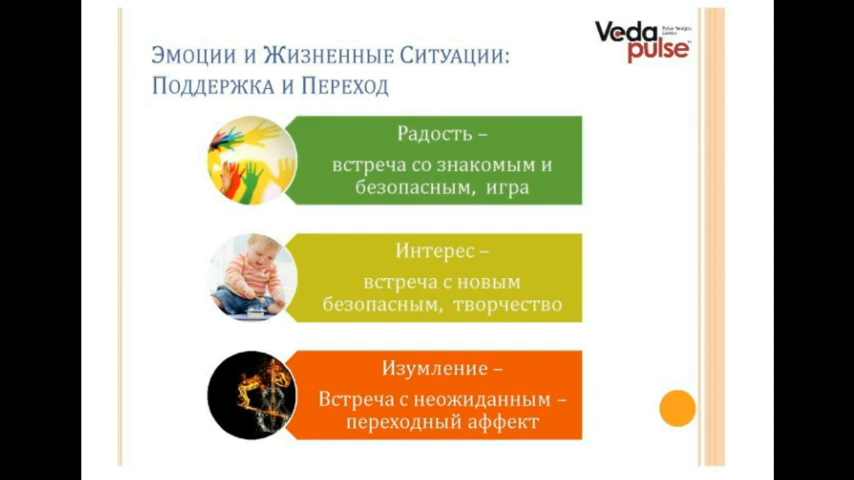 Veda
pulse
Эмоции и Жизненные Ситуации:
Поддержка и Переход
Радость –
встреча со знакомым и
безопасным, игра
Интерес –
встреча с новым
безопасным, творчество
Изумление –
Встреча с неожиданным –
переходный аффект